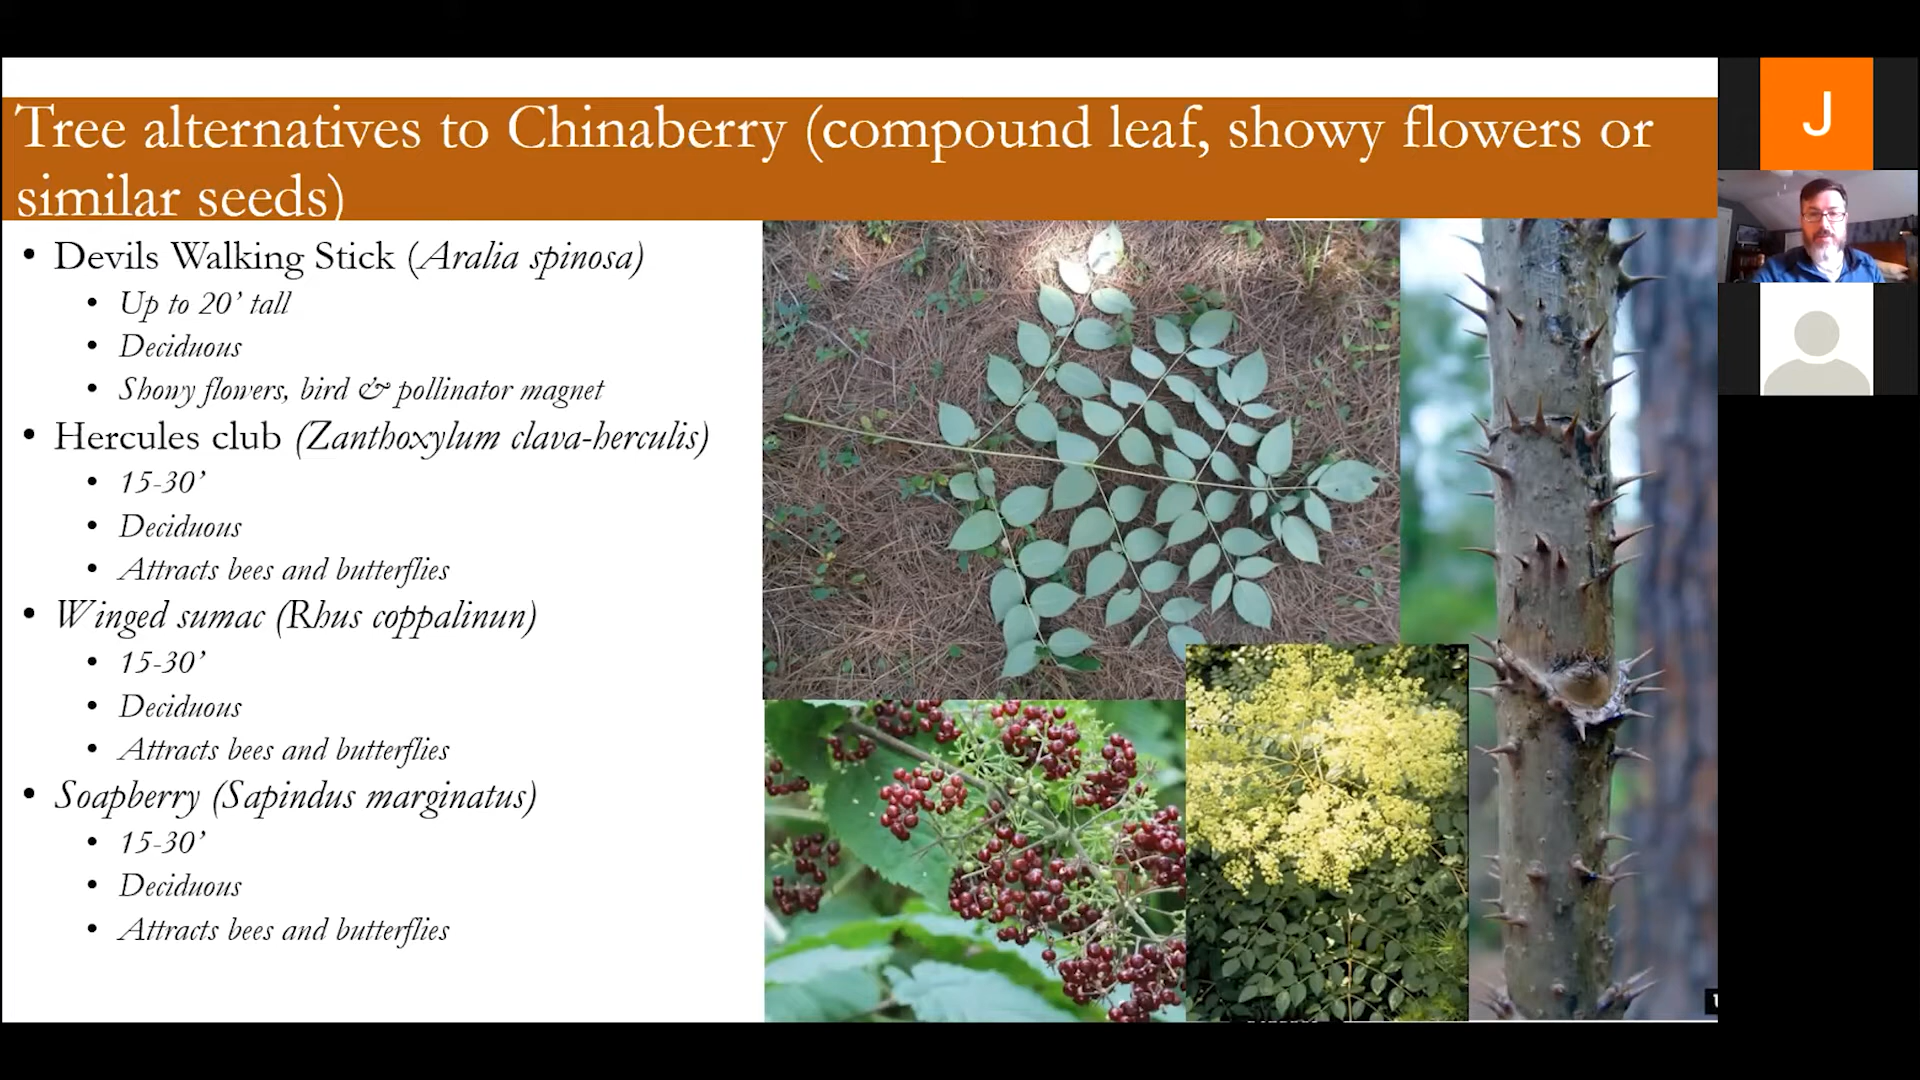 Tree alternatives to Chinaberry (compound leaf, showy flowers or
similar seeds)
• Devils Walking Stick (Aralia spinosa)
• Up to 20’ tall
• Deciduous
• Showy flowers, bird & pollinator magnet
• Hercules club (Zanthoxylum clava-herculis)
• 15-30’
• Deciduous
• Attracts bees and butterflies
• Winged sumac (Rhus coppalinun)
• 15-30’
• Deciduous
• Attracts bees and butterflies
• Soapberry (Sapindus marginatus)
• 15-30’
• Deciduous
• Attracts bees and butterflies
J